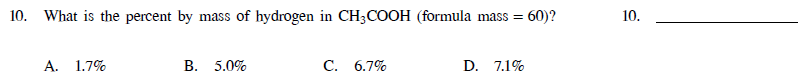 10. What is the percent by mass of hydrogen in CH₃COOH (formula mass = 60)? 10. ____________
A. 1.7% B. 5.0% C. 6.7% D. 7.1%